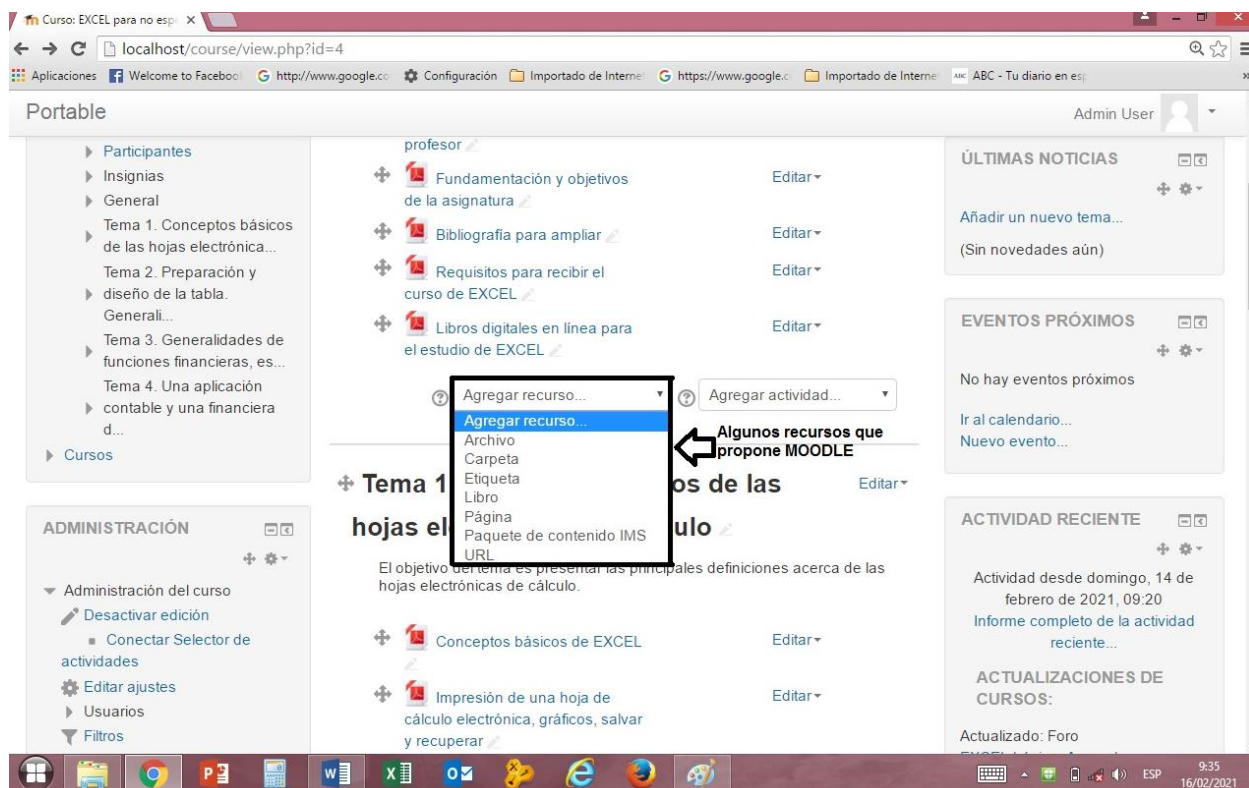 Curso: EXCEL para no esp
localhost/course/view.php?id=4
Aplicaciones Welcome to Facebook http://www.google.co Configuración Importado de Interne https://www.google.c Importado de Interne ABC ABC - Tu diario en esp
Portable
Admin User
Participantes
Insignias
General
Tema 1. Conceptos básicos
de las hojas electrónica...
Tema 2. Preparación y
diseño de la tabla.
Generali...
Tema 3. Generalidades de
funciones financieras, es...
Tema 4. Una aplicación
contable y una financiera
d...
Cursos
ADMINISTRACIÓN
Administración del curso
Desactivar edición
Conectar Selector de
actividades
Editar ajustes
Usuarios
Filtros
profesor
Fundamentación y objetivos
de la asignatura
Editar
Bibliografía para ampliar
Editar
Requisitos para recibir el
curso de EXCEL
Editar
Libros digitales en línea para
el estudio de EXCEL
Editar
Agregar recurso...
Agregar actividad...
Agregar recurso...
Archivo
Carpeta
Etiqueta
Libro
Página
Paquete de contenido IMS
URL
Algunos recursos que
propone MOODLE
Tema 1 os de las
Editar
hojas el ulo
El objetivo del tema es presentar las principales definiciones acerca de las
hojas electrónicas de cálculo.
Conceptos básicos de EXCEL
Editar
Impresión de una hoja de
cálculo electrónica, gráficos, salvar
y recuperar
Editar
ÚLTIMAS NOTICIAS
Añadir un nuevo tema...
(Sin novedades aún)
EVENTOS PRÓXIMOS
No hay eventos próximos
Ir al calendario...
Nuevo evento...
ACTIVIDAD RECIENTE
Actividad desde domingo, 14 de
febrero de 2021, 09:20
Informe completo de la actividad
reciente...
ACTUALIZACIONES DE
CURSOS:
Actualizado: Foro
ESP
9:35
16/02/2021